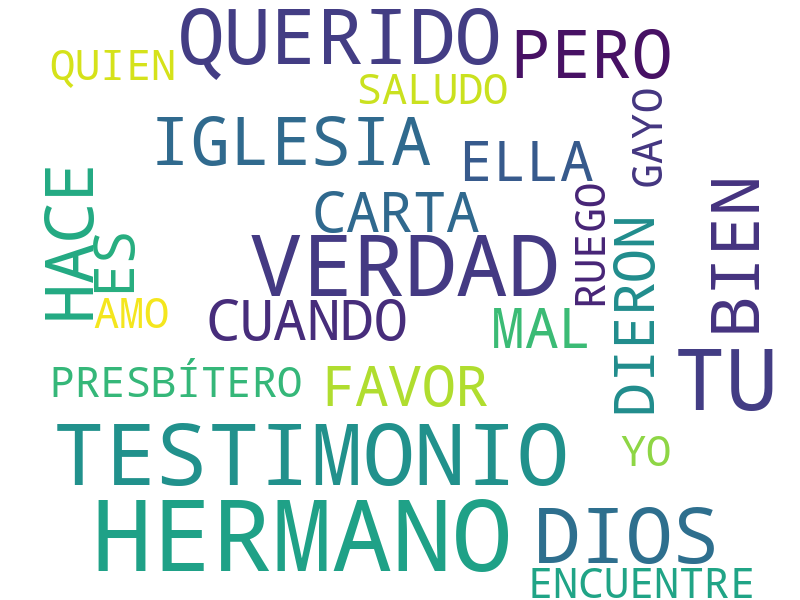 QUERIDO
PERO
QUIEN
SALUDO
GAYO
IGLESIA
ELLA
HACE
ES
CARTA
RUEGO
BIEN
VERDAD
DIERON
AMO
CUANDO
MAL
TU
PRESBÍTERO
FAVOR
TESTIMONIO
YO
HERMANO
DIOS
ENCUENTRE